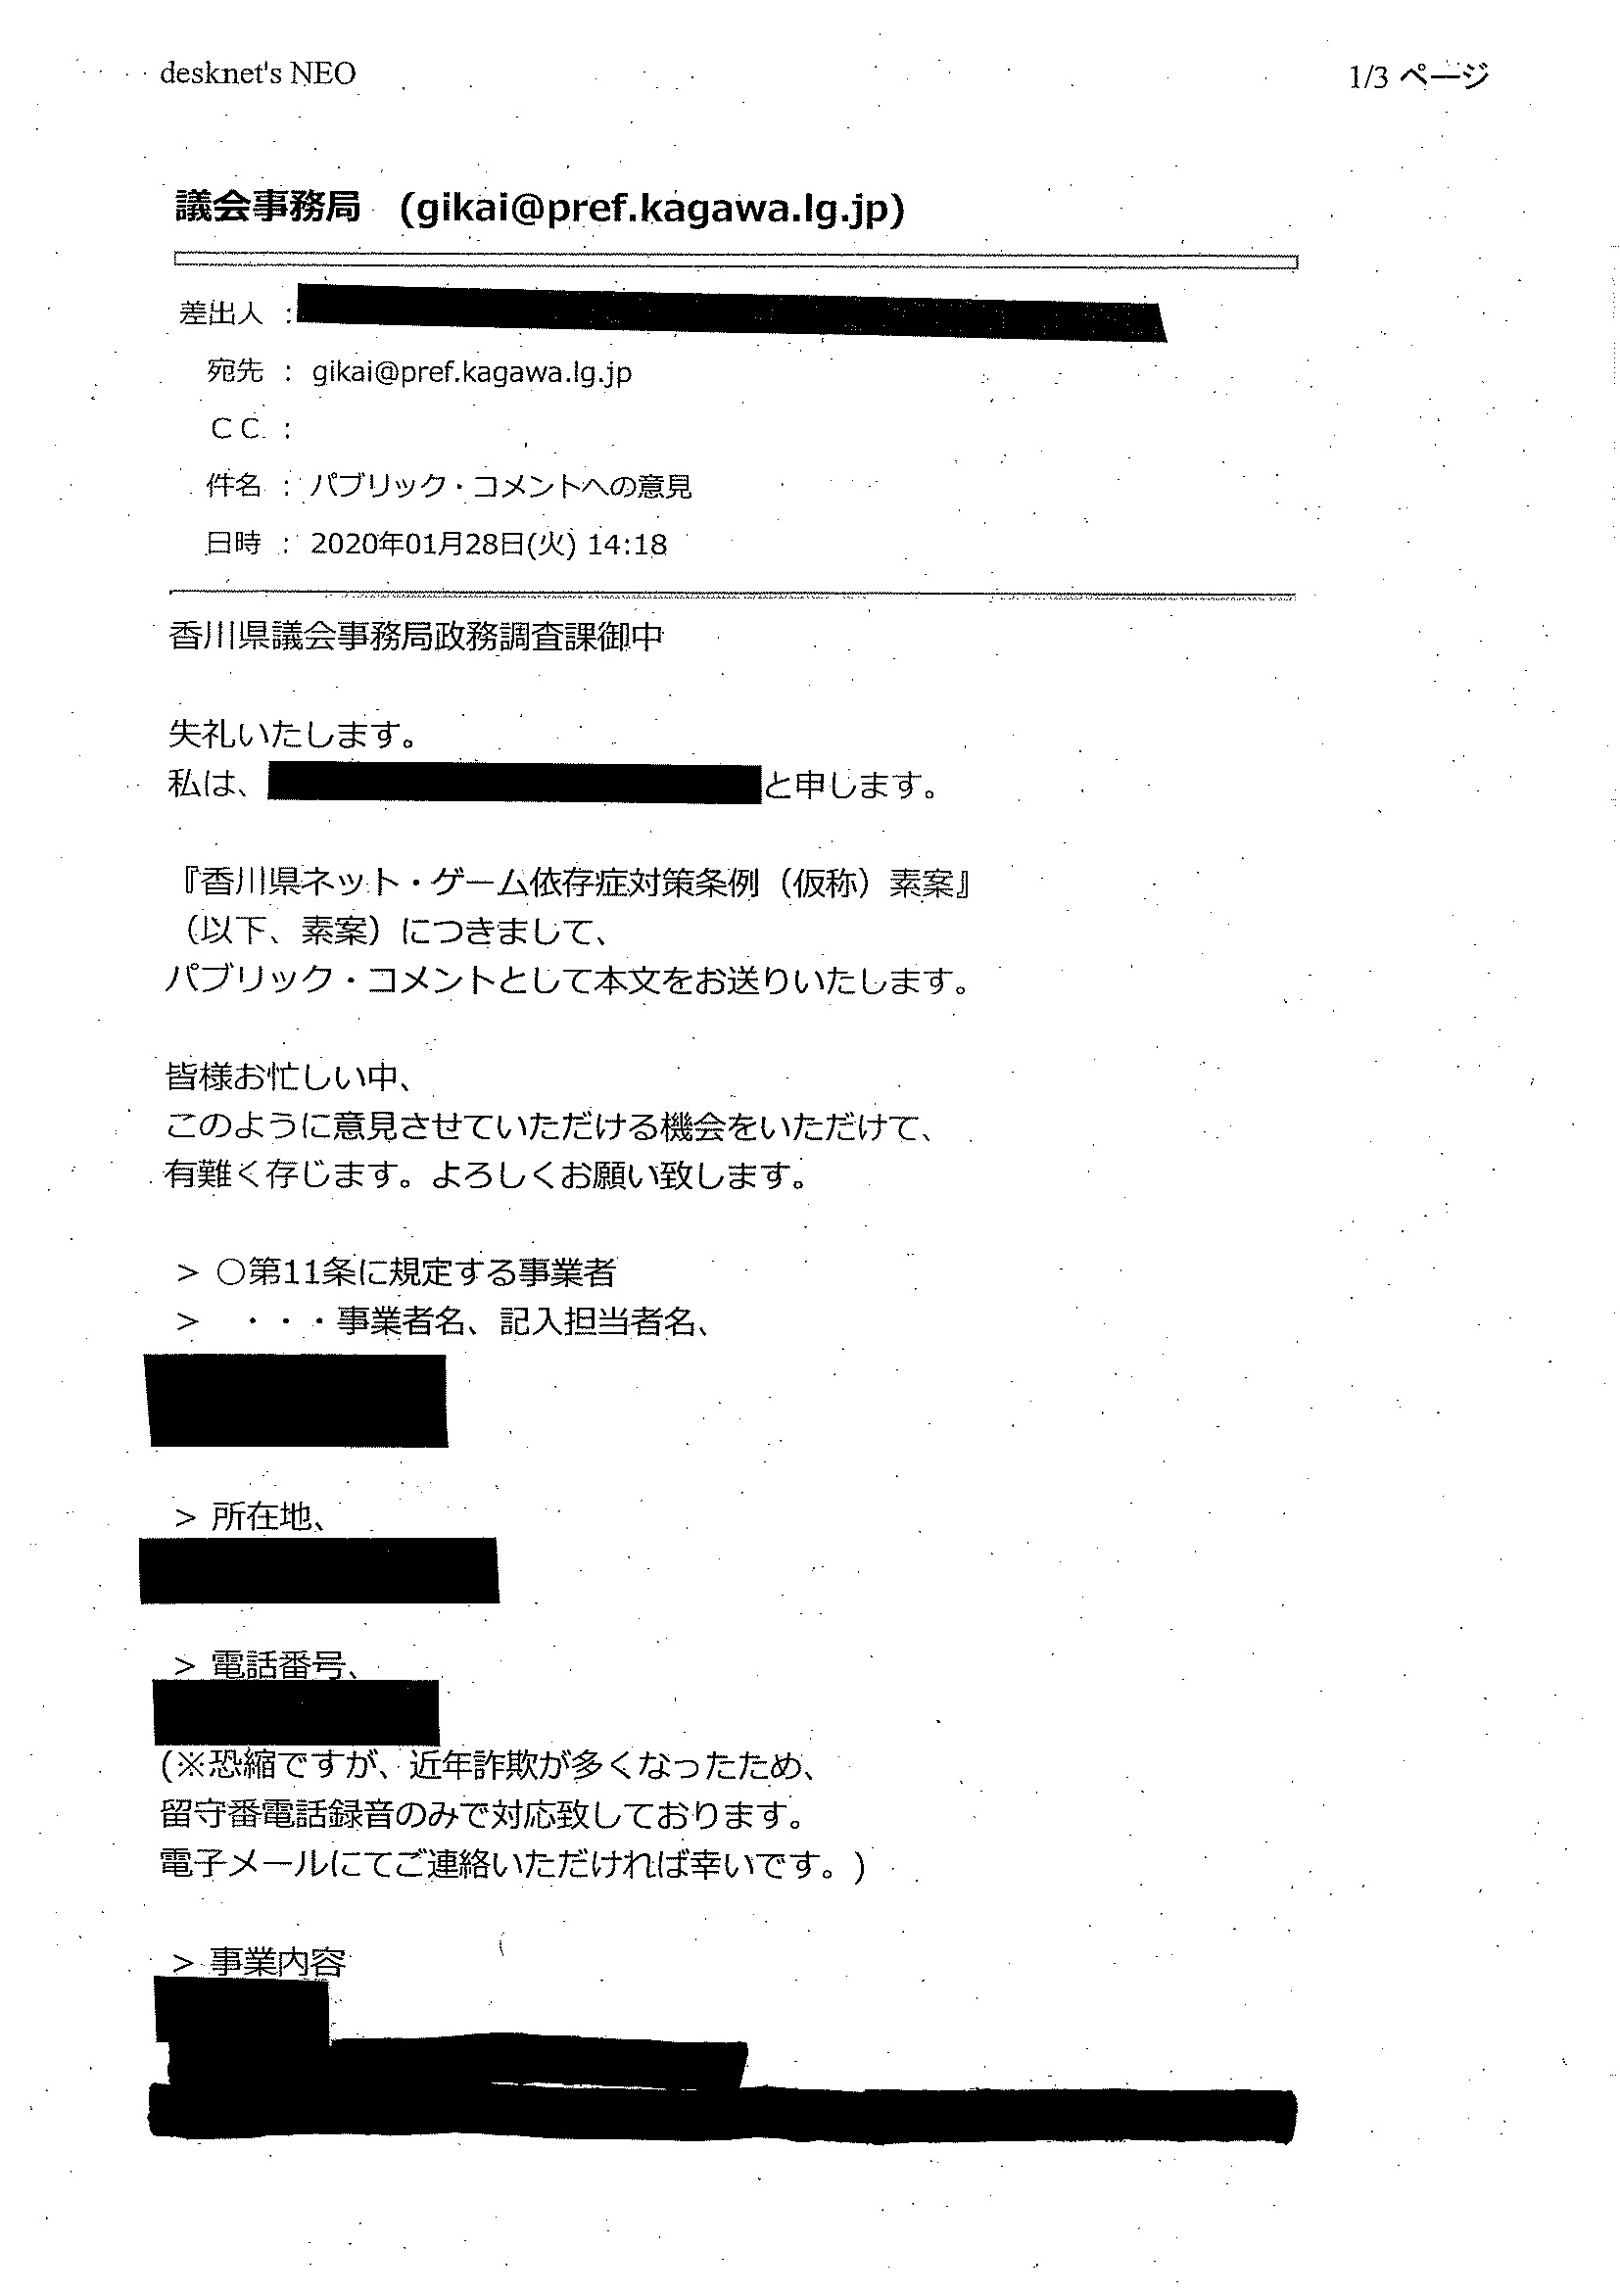 desknet's NEO
1/3 ページ
議会事務局 (gikai@pref.kagawa.lg.jp)
差出人 :
宛先 : gikai@pref.kagawa.lg.jp
ＣＣ :
件名 : パブリック・コメントへの意見
日時 : 2020年01月28日(火) 14:18
香川県議会事務局政務調査課御中
失礼いたします。
私は、 と申します。
『香川県ネット・ゲーム依存症対策条例（仮称）素案』
（以下、素案）につきまして、
パブリック・コメントとして本文をお送りいたします。
皆様お忙しい中、
このように意見させていただける機会をいただけて、
有難く存じます。よろしくお願い致します。
> ○第11条に規定する事業者
> ・・・事業者名、記入担当者名、
> 所在地、
> 電話番号、
(※恐縮ですが、近年詐欺が多くなったため、
留守番電話録音のみで対応致しております。
電子メールにてご連絡いただければ幸いです。)
> 事業内容